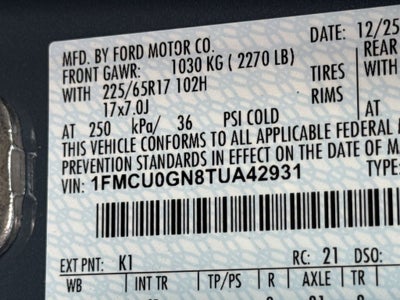 MFD. BY FORD MOTOR CO. 12/25
FRONT GAWR: 1030 KG ( 2270 LB) REAR
WITH 225/65R17 102H TIRES WITH
17x7.0J RIMS
AT 250 kPa/ 36 PSI COLD AT
THIS VEHICLE CONFORMS TO ALL APPLICABLE FEDERAL
PREVENTION STANDARDS IN EFFECT ON THE DATE OF MA
VIN: 1FMCU0GN8TUA42931
EXT PNT: K1 RC: 21 DSO:
WB INT TR TP/PS R AXLE TR